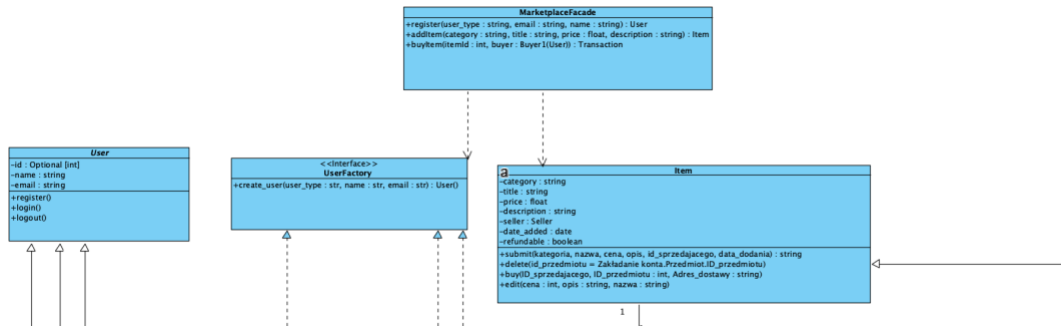 MarketplaceFacade
+register(user_type : string, email : string, name : string) : User
+addItem(category : string, title : string, price : float, description : string) : Item
+buyItem(itemId : int, buyer : Buyer1(User)) : Transaction
User
-id : Optional [int]
-name : string
-email : string
+register()
+login()
+logout()
<<Interface>>
UserFactory
+create_user(user_type : str, name : str, email : str) : User()
a
Item
-category : string
-title : string
-price : float
-description : string
-seller : Seller
-date_added : date
-refundable : boolean
+submit(kategoria, nazwa, cena, opis, id_sprzedajacego, data_dodania) : string
+delete(id_przedmiotu = Zakładanie konta.Przedmiot.ID_przedmiotu)
+buy(ID_sprzedajacego, ID_przedmiotu : int, Adres_dostawy : string)
+edit(cena : int, opis : string, nazwa : string)
1